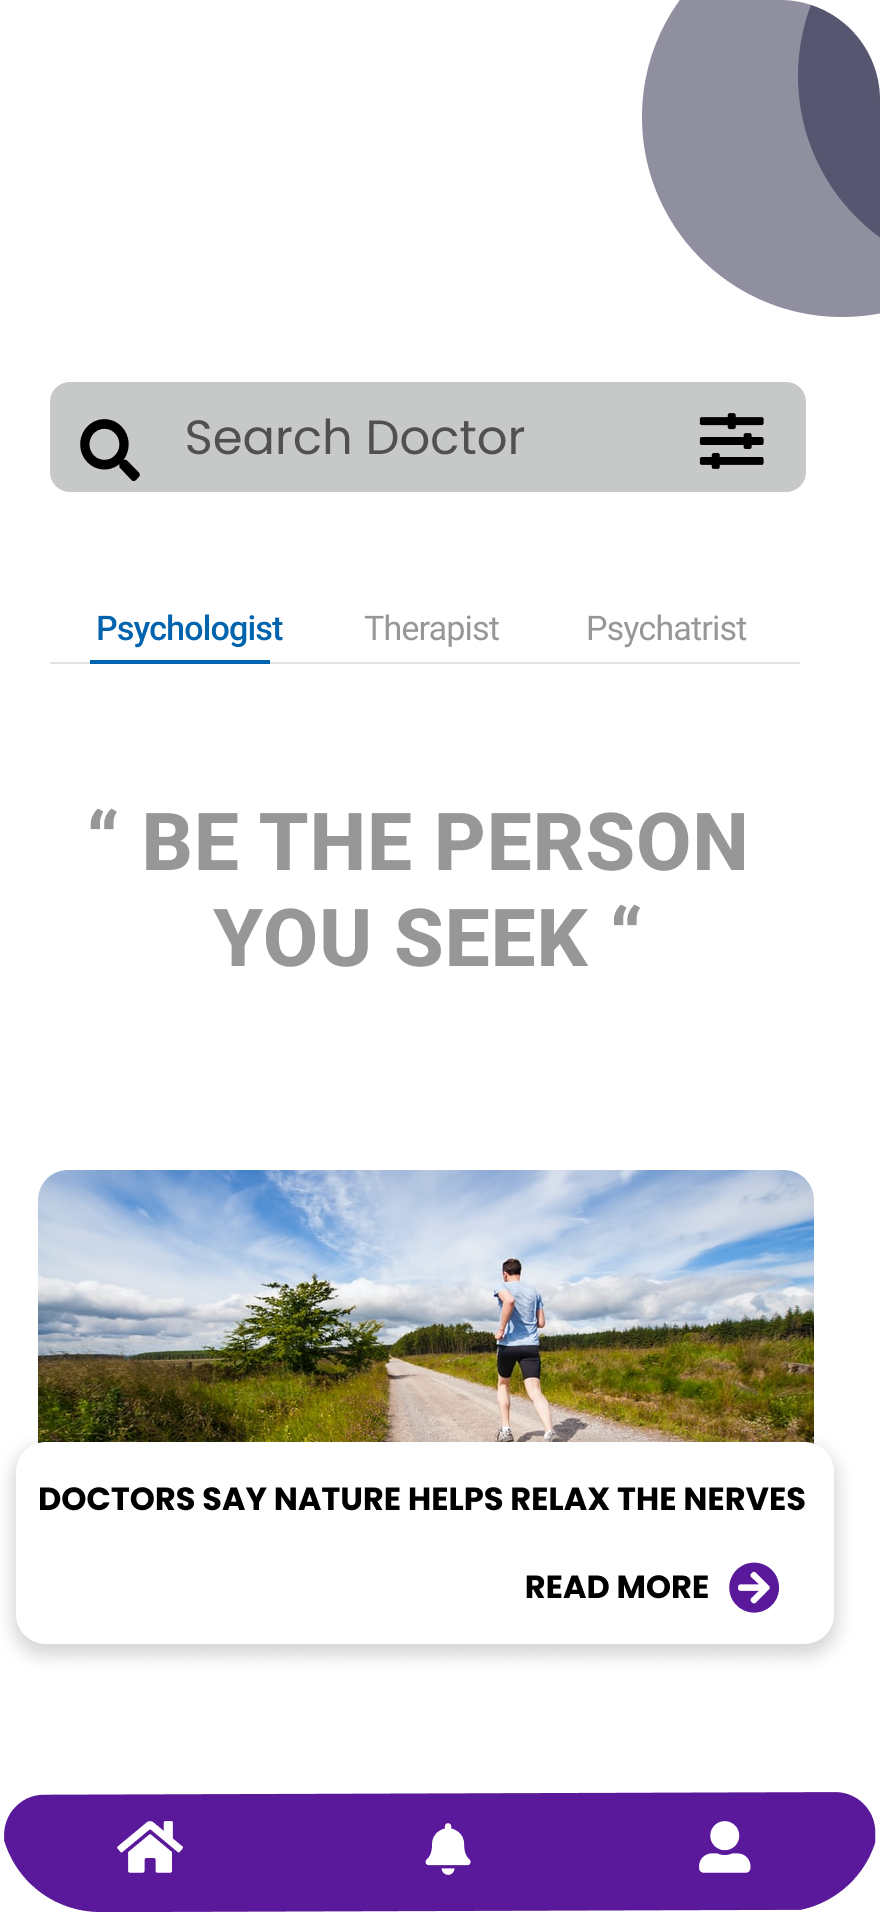 Search Doctor
Psychologist Therapist Psychatrist
“ BE THE PERSON
YOU SEEK “
DOCTORS SAY NATURE HELPS RELAX THE NERVES
READ MORE